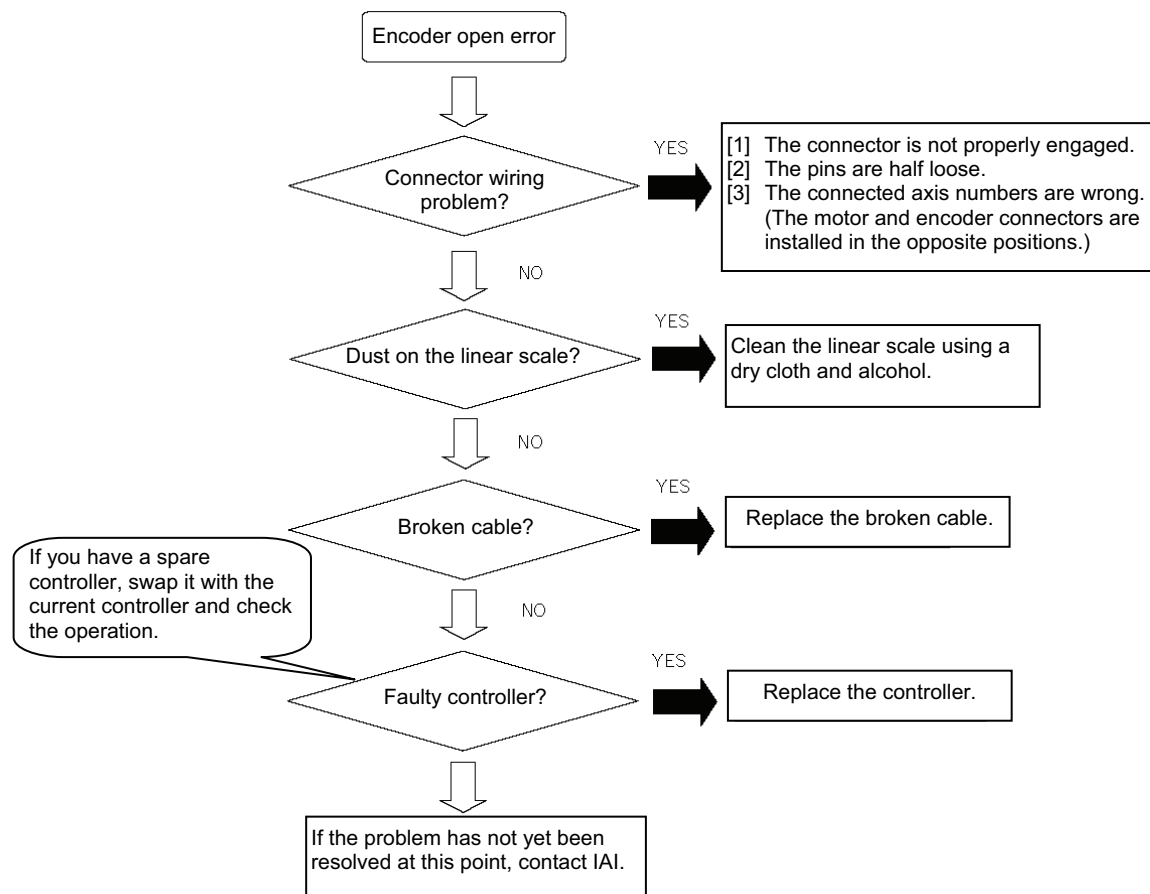 Encoder open error
YES
[1] The connector is not properly engaged.
[2] The pins are half loose.
[3] The connected axis numbers are wrong.
(The motor and encoder connectors are
installed in the opposite positions.)
Connector wiring
problem?
NO
YES
Dust on the linear scale?
Clean the linear scale using a
dry cloth and alcohol.
NO
YES
Broken cable?
Replace the broken cable.
If you have a spare
controller, swap it with the
current controller and check
the operation.
NO
YES
Faulty controller?
Replace the controller.
If the problem has not yet been
resolved at this point, contact IAI.